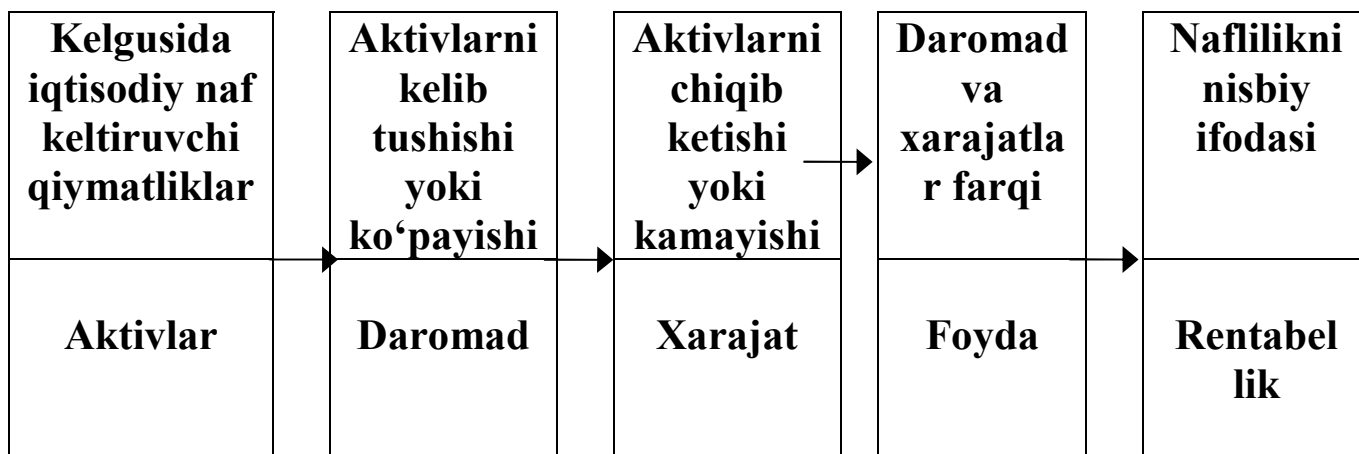 Kelgusida
iqtisodiy naf
keltiruvchi
qiymatliklar
Aktivlar
Aktivlarni
kelib
tushishi
yoki
ko‘payishi
Daromad
Aktivlarni
chiqib
ketishi
yoki
kamayishi
Xarajat
Daromad
va
xarajatla
r farqi
Foyda
Naflilikni
nisbiy
ifodasi
Rentabel
lik